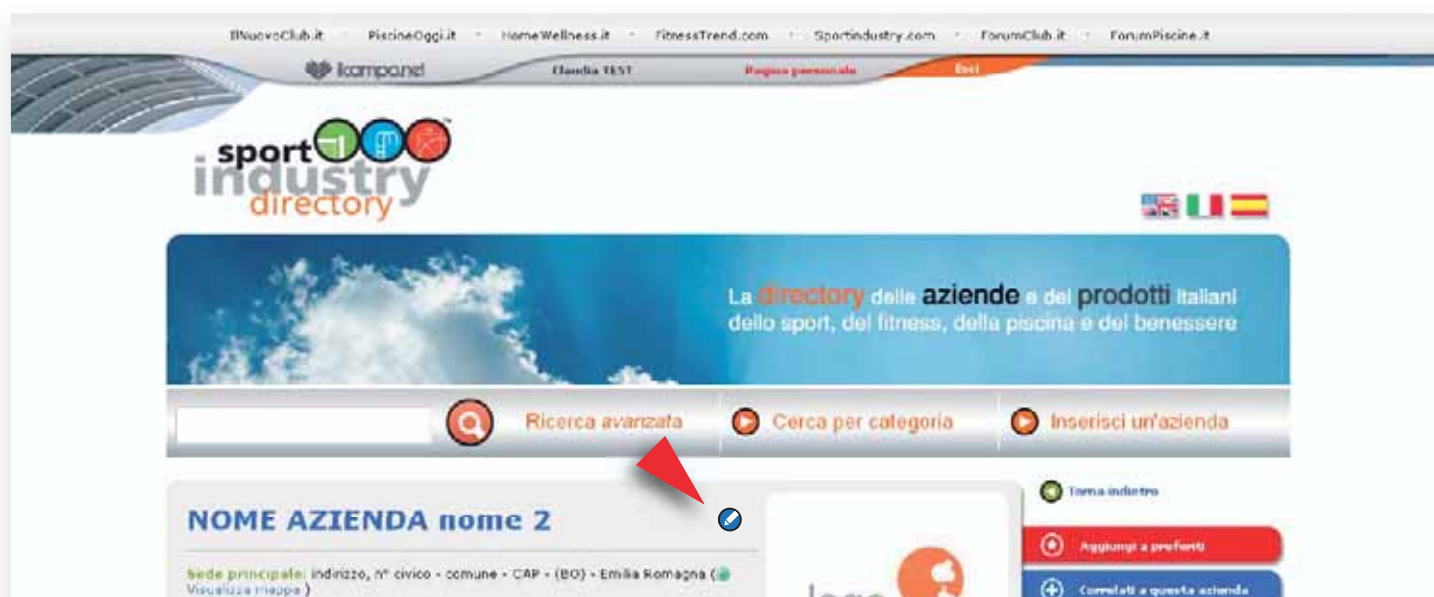 IlNuovoClub.it - PiscineOggi.it - HomeWellness.it - FitnessTrend.com - Sportindustry.com - ForumClub.it - ForumPiscine.it
ikampanet Claudia TEST Pagina personale Esci
sport
industry
directory
La directory delle aziende e dei prodotti italiani
dello sport, del fitness, della piscina e del benessere
Ricerca avanzata Cerca per categoria Inserisci un'azienda
Torna indietro
NOME AZIENDA nome 2
Aggiungi a preferiti
Sede principale: indirizzo, n° civico - comune - CAP - (BO) - Emilia Romagna (
Visualizza mappa )
logo
Correlati a questa azienda